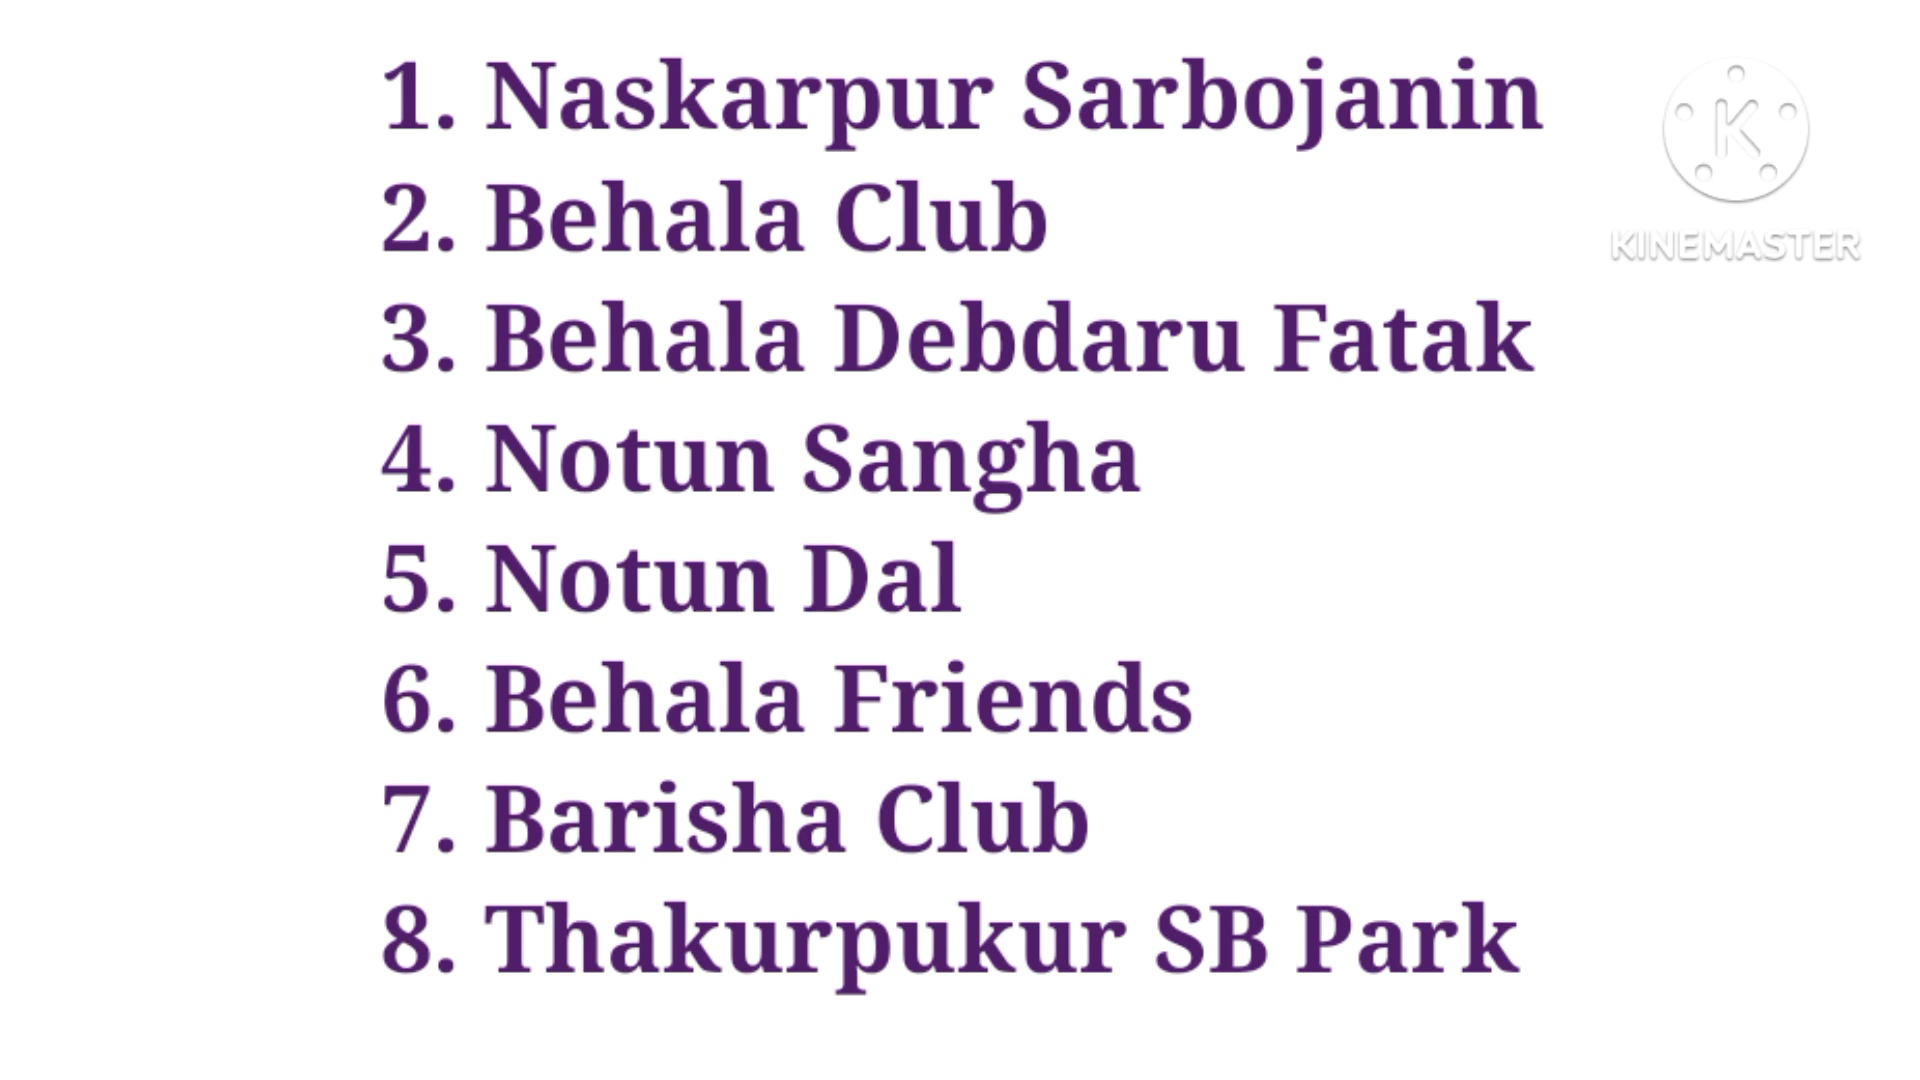 1. Naskarpur Sarbojanin
2. Behala Club
3. Behala Debdaru Fatak
4. Notun Sangha
5. Notun Dal
6. Behala Friends
7. Barisha Club
8. Thakurpukur SB Park
K
KINEMASTER